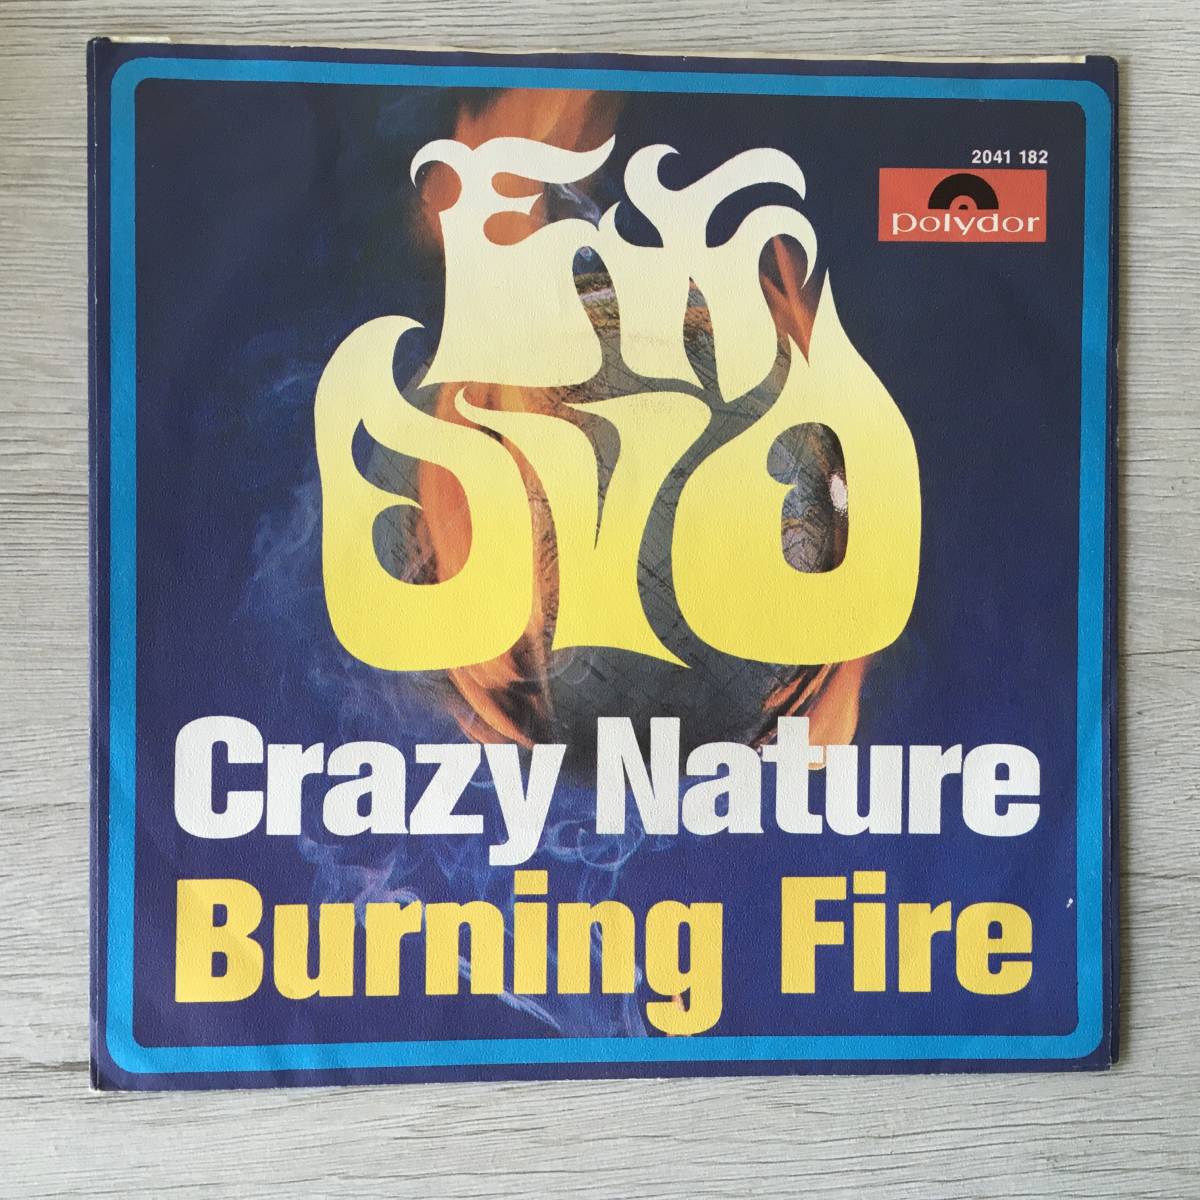 2041 182
polydor
Crazy Nature
Burning Fire